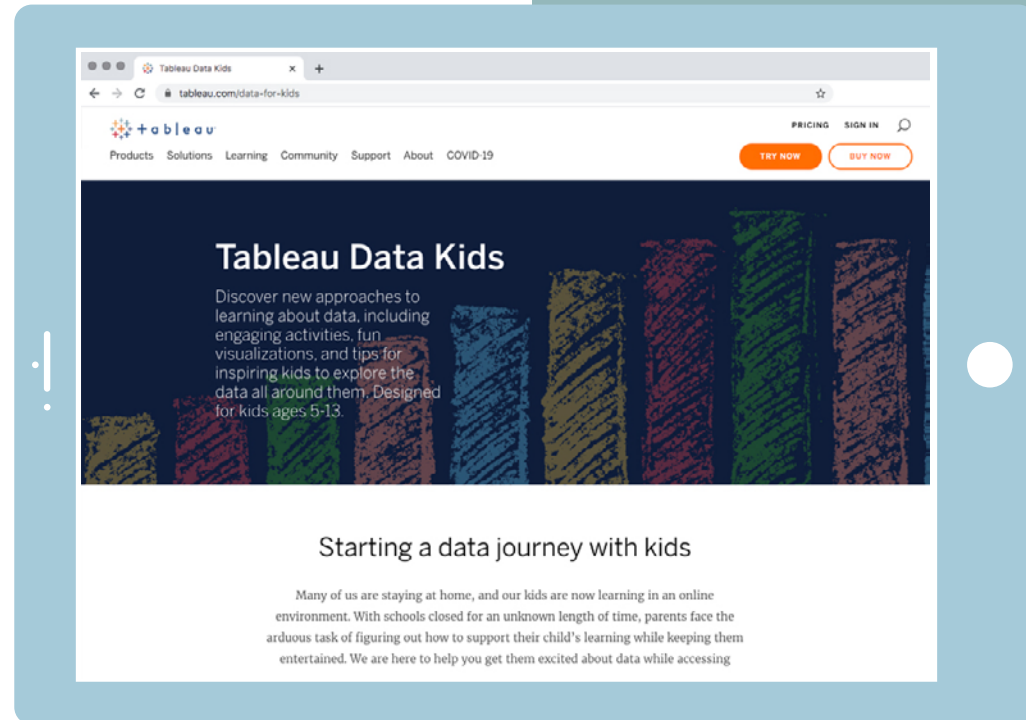 Tableau Data Kids
tableau.com/data-for-kids
+ableau
PRICING SIGN IN
Products Solutions Learning Community Support About COVID-19
TRY NOW BUY NOW
Tableau Data Kids
Discover new approaches to
learning about data, including
engaging activities, fun
visualizations, and tips for
inspiring kids to explore the
data all around them. Designed
for kids ages 5-13.
Starting a data journey with kids
Many of us are staying at home, and our kids are now learning in an online
environment. With schools closed for an unknown length of time, parents face the
arduous task of figuring out how to support their child's learning while keeping them
entertained. We are here to help you get them excited about data while accessing